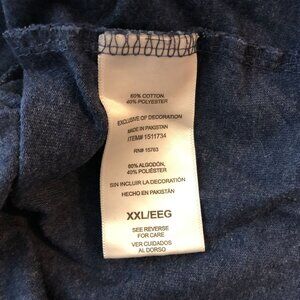 60% COTTON,
40% POLYESTER
EXCLUSIVE OF DECORATION
MADE IN PAKISTAN
ITEM# 1511734
RN# 15763
60% ALGODÓN,
40% POLIÉSTER
SIN INCLUIR LA DECORACIÓN
HECHO EN PAKISTÁN
XXL/EEG
SEE REVERSE
FOR CARE
VER CUIDADOS
AL DORSO